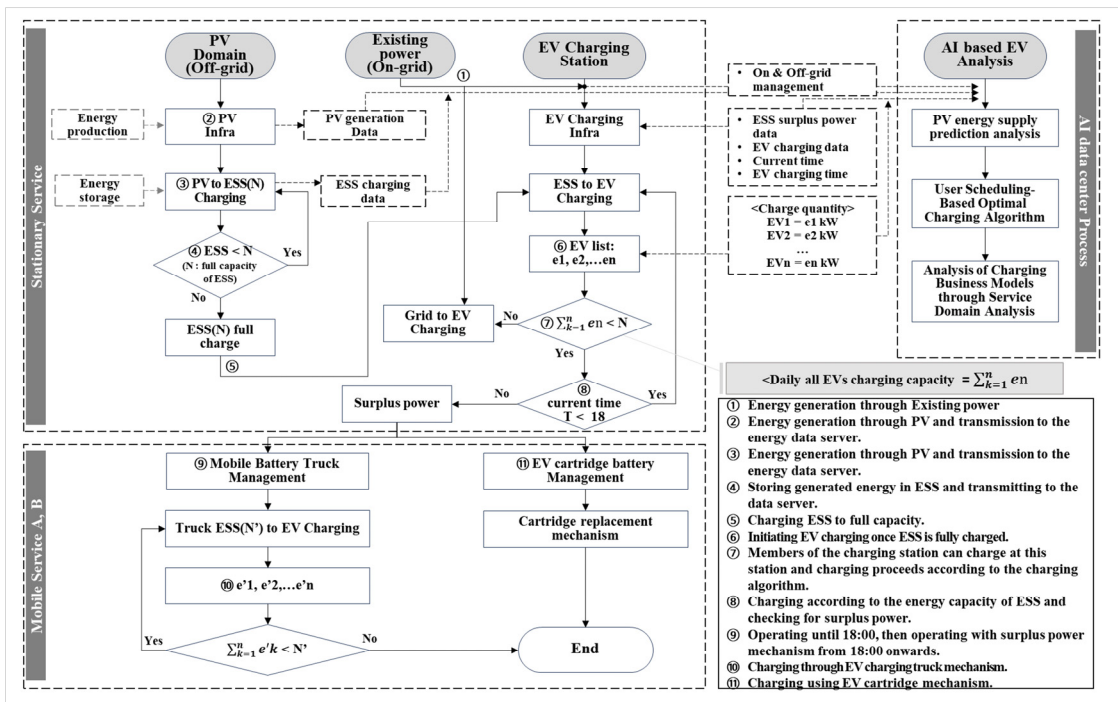 Stationary Service
PV
Domain
(Off-grid)
Existing
power
(On-grid)
①
EV Charging
Station
AI based EV
Analysis
AI data center Process
• On & Off-grid
management
Energy
production
② PV
Infra
PV generation
Data
EV Charging
Infra
• ESS surplus power
data
• EV charging data
• Current time
• EV charging time
PV energy supply
prediction analysis
Energy
storage
③ PV to ESS(N)
Charging
ESS charging
data
ESS to EV
Charging
User Scheduling-
Based Optimal
Charging Algorithm
<Charge quantity>
EV1 = e1 kW
EV2 = e2 kW
…
EVn = en kW
④ ESS < N
(N : full capacity
of ESS)
Yes
No
⑥ EV list:
e1, e2,…en
Analysis of Charging
Business Models
through Service
Domain Analysis
ESS(N) full
charge
⑤
Grid to EV
Charging
No
⑦ ∑ₖ₋₁ⁿ en < N
Yes
<Daily all EVs charging capacity = ∑ₖ₌₁ⁿ en
Surplus power
No
⑧
current time
T < 18
Yes
Mobile Service A, B
⑨ Mobile Battery Truck
Management
⑪ EV cartridge battery
Management
Truck ESS(N’) to EV Charging
Cartridge replacement
mechanism
⑩ e’1, e’2,…e’n
Yes
∑ₖ₌₁ⁿ e′k < N’
No
End
① Energy generation through Existing power
② Energy generation through PV and transmission to the
energy data server.
③ Energy generation through PV and transmission to the
energy data server.
④ Storing generated energy in ESS and transmitting to the
data server.
⑤ Charging ESS to full capacity.
⑥ Initiating EV charging once ESS is fully charged.
⑦ Members of the charging station can charge at this
station and charging proceeds according to the charging
algorithm.
⑧ Charging according to the energy capacity of ESS and
checking for surplus power.
⑨ Operating until 18:00, then operating with surplus power
mechanism from 18:00 onwards.
⑩ Charging through EV charging truck mechanism.
⑪ Charging using EV cartridge mechanism.